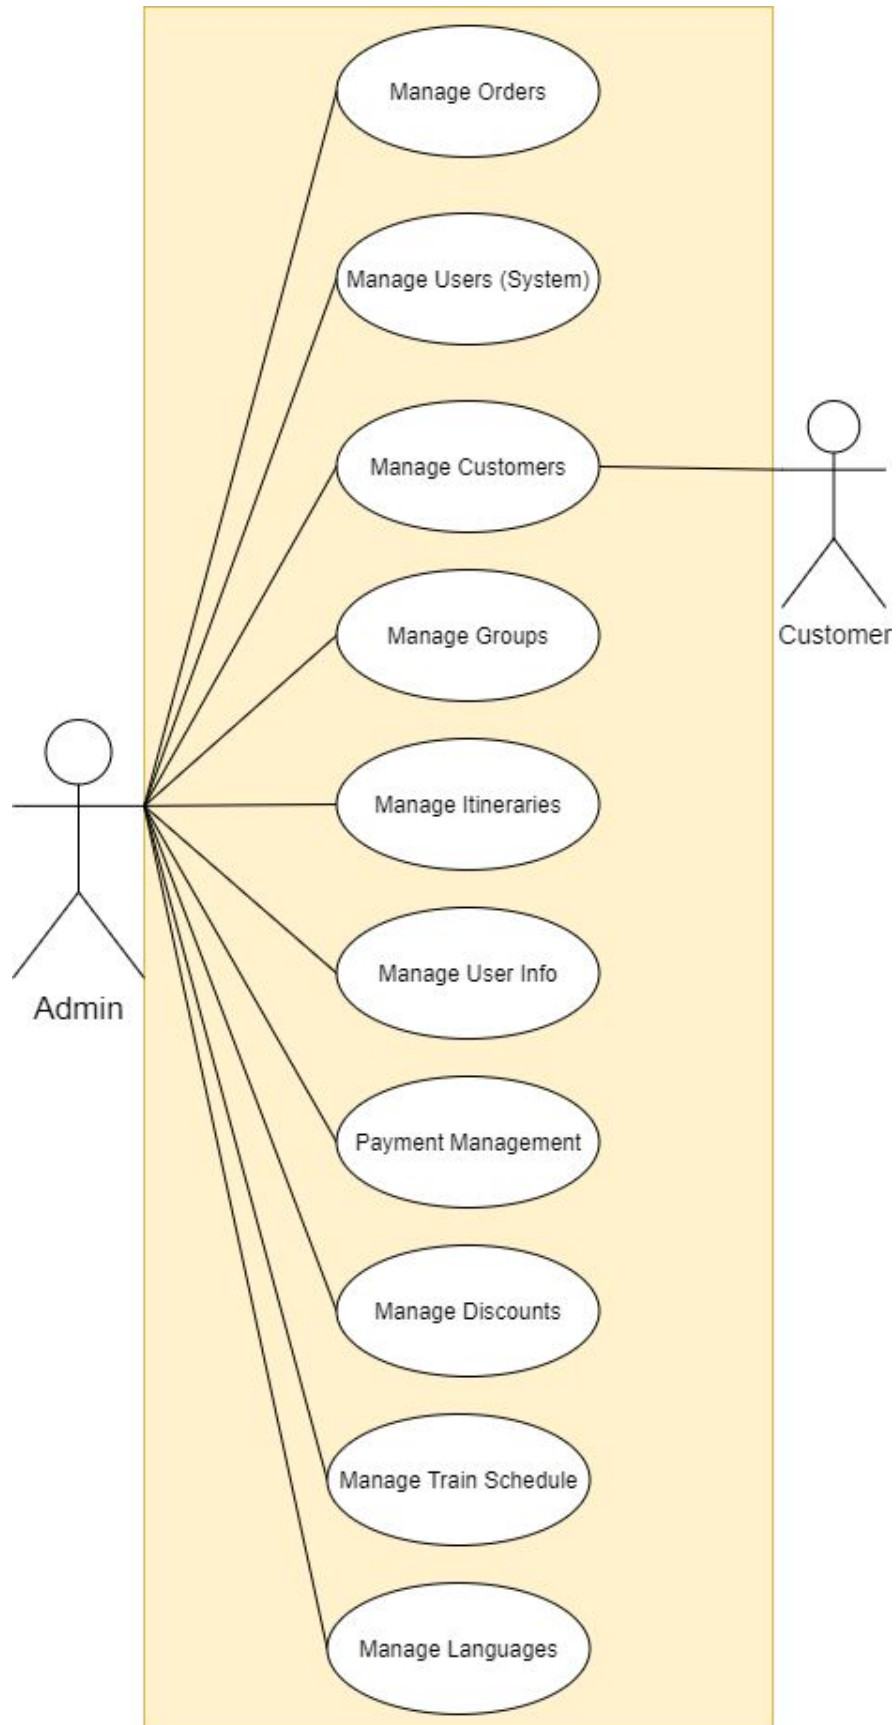 Manage Orders
Manage Users (System)
Manage Customers
Customer
Manage Groups
Manage Itineraries
Admin
Manage User Info
Payment Management
Manage Discounts
Manage Train Schedule
Manage Languages